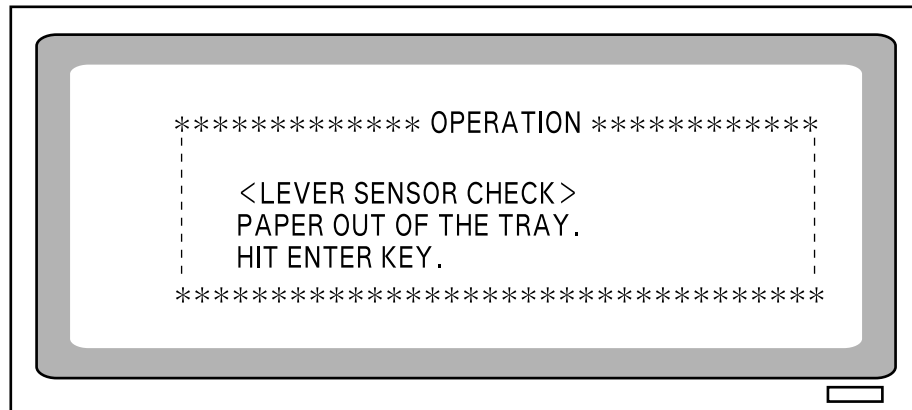 ************* OPERATION ************
<LEVER SENSOR CHECK>
PAPER OUT OF THE TRAY.
HIT ENTER KEY.
**********************************